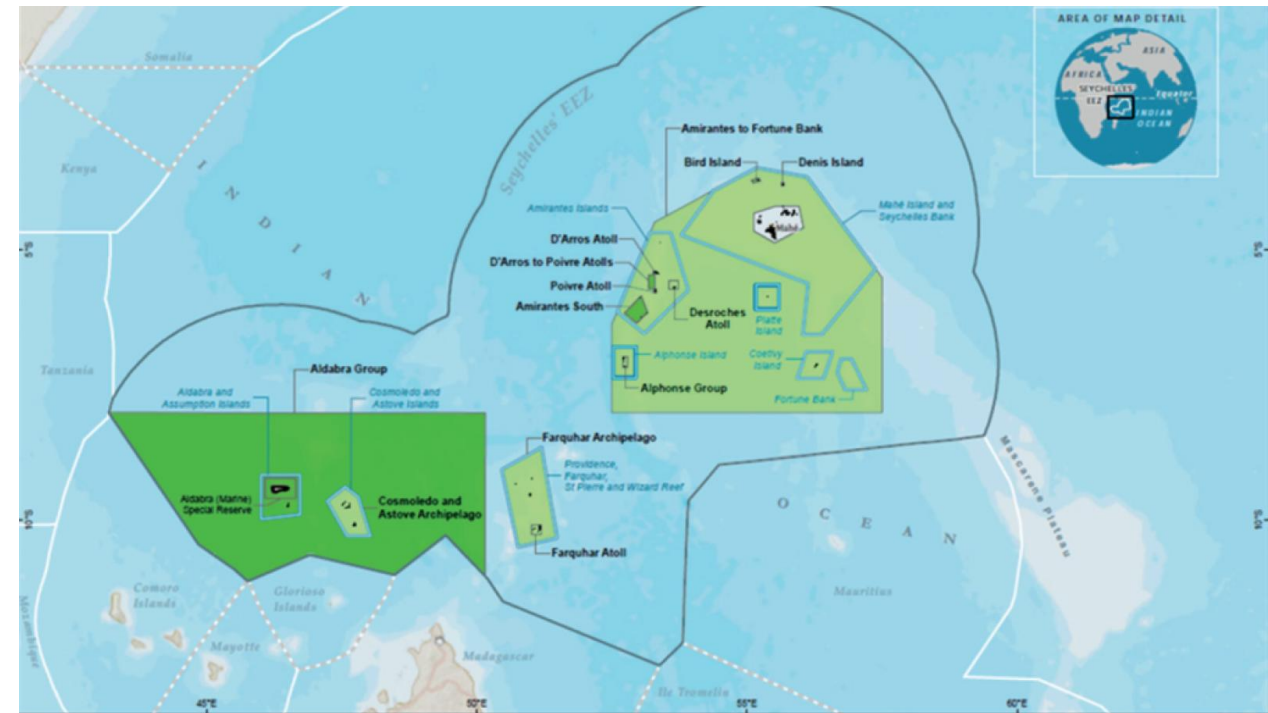 AREA OF MAP DETAIL
ASIA
AFRICA
SEYCHELLES'
EEZ
Equator
INDIAN
OCEAN
Somalia
Kenya
Tanzania
INDIAN
Seychelles' EEZ
Amirantes to Fortune Bank
Bird Island
Denis Island
Amirantes Islands
Mahé Island and
Seychelles Bank
Mahé
D'Arros Atoll
D'Arros to Poivre Atolls
Poivre Atoll
Amirantes South
Desroches
Atoll
Platte
Island
Alphonse Island
Coetivy
Island
Alphonse Group
Fortune Bank
5°S
5°S
Aldabra Group
Aldabra and
Assumption Islands
Cosmoledo and
Astove Islands
Farquhar Archipelago
Providence,
Farquhar,
St Pierre and Wizard Reef
Aldabra (Marine)
Special Reserve
Cosmoledo and
Astove Archipelago
Farquhar Atoll
OCEAN
Mascarene Plateau
10°S
10°S
Comoro
Islands
Glorioso
Islands
Mayotte
Mozambique
Madagascar
Mauritius
Ile Tromelin
45°E
50°E
55°E
60°E